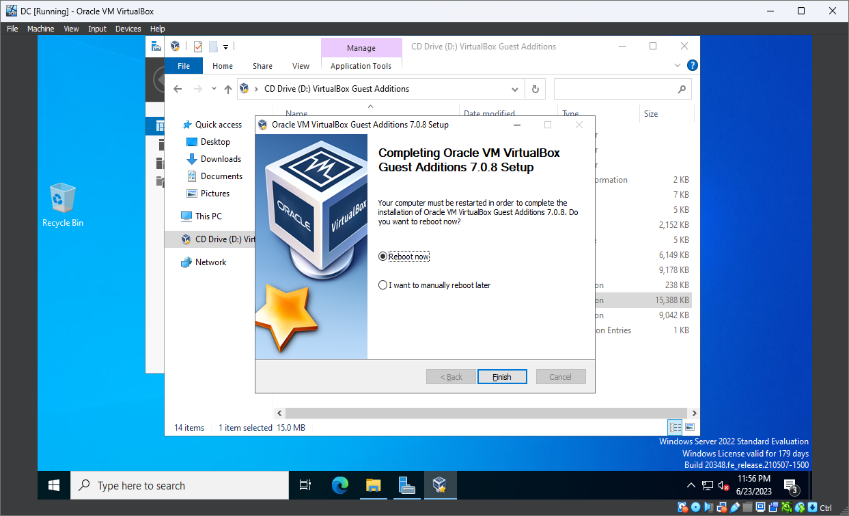 DC [Running] - Oracle VM VirtualBox
File Machine View Input Devices Help
Manage
CD Drive (D:) VirtualBox Guest Additions
File Home Share View Application Tools
CD Drive (D:) VirtualBox Guest Additions
Name Date modified Type Size
Quick access
Desktop
Downloads
Documents
Pictures
This PC
CD Drive (D:) Virt
Network
Recycle Bin
Oracle VM VirtualBox Guest Additions 7.0.8 Setup
Completing Oracle VM VirtualBox
Guest Additions 7.0.8 Setup
Your computer must be restarted in order to complete the
installation of Oracle VM VirtualBox Guest Additions 7.0.8. Do
you want to reboot now?
Reboot now
I want to manually reboot later
ORACLE
VirtualBox
< Back Finish Cancel
r
r
r
formation 2 KB
7 KB
5 KB
2,152 KB
e 5 KB
6,149 KB
9,178 KB
on 238 KB
on 15,388 KB
on 9,042 KB
on Entries 1 KB
14 items 1 item selected 15.0 MB
Windows Server 2022 Standard Evaluation
Windows License valid for 179 days
Build 20348.fe_release.210507-1500
Type here to search
11:56 PM
6/23/2023
3
Ctrl